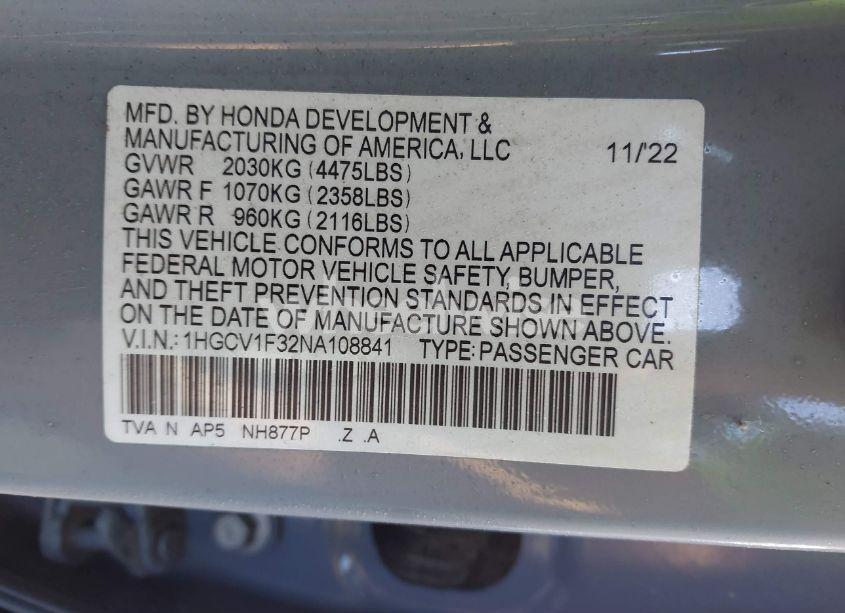 MFD. BY HONDA DEVELOPMENT &
MANUFACTURING OF AMERICA, LLC 11/'22
GVWR 2030KG (4475LBS)
GAWR F 1070KG (2358LBS)
GAWR R 960KG (2116LBS)
THIS VEHICLE CONFORMS TO ALL APPLICABLE
FEDERAL MOTOR VEHICLE SAFETY, BUMPER,
AND THEFT PREVENTION STANDARDS IN EFFECT
ON THE DATE OF MANUFACTURE SHOWN ABOVE.
V.I.N.: 1HGCV1F32NA108841 TYPE: PASSENGER CAR
TVA N AP5 NH877P .Z .A